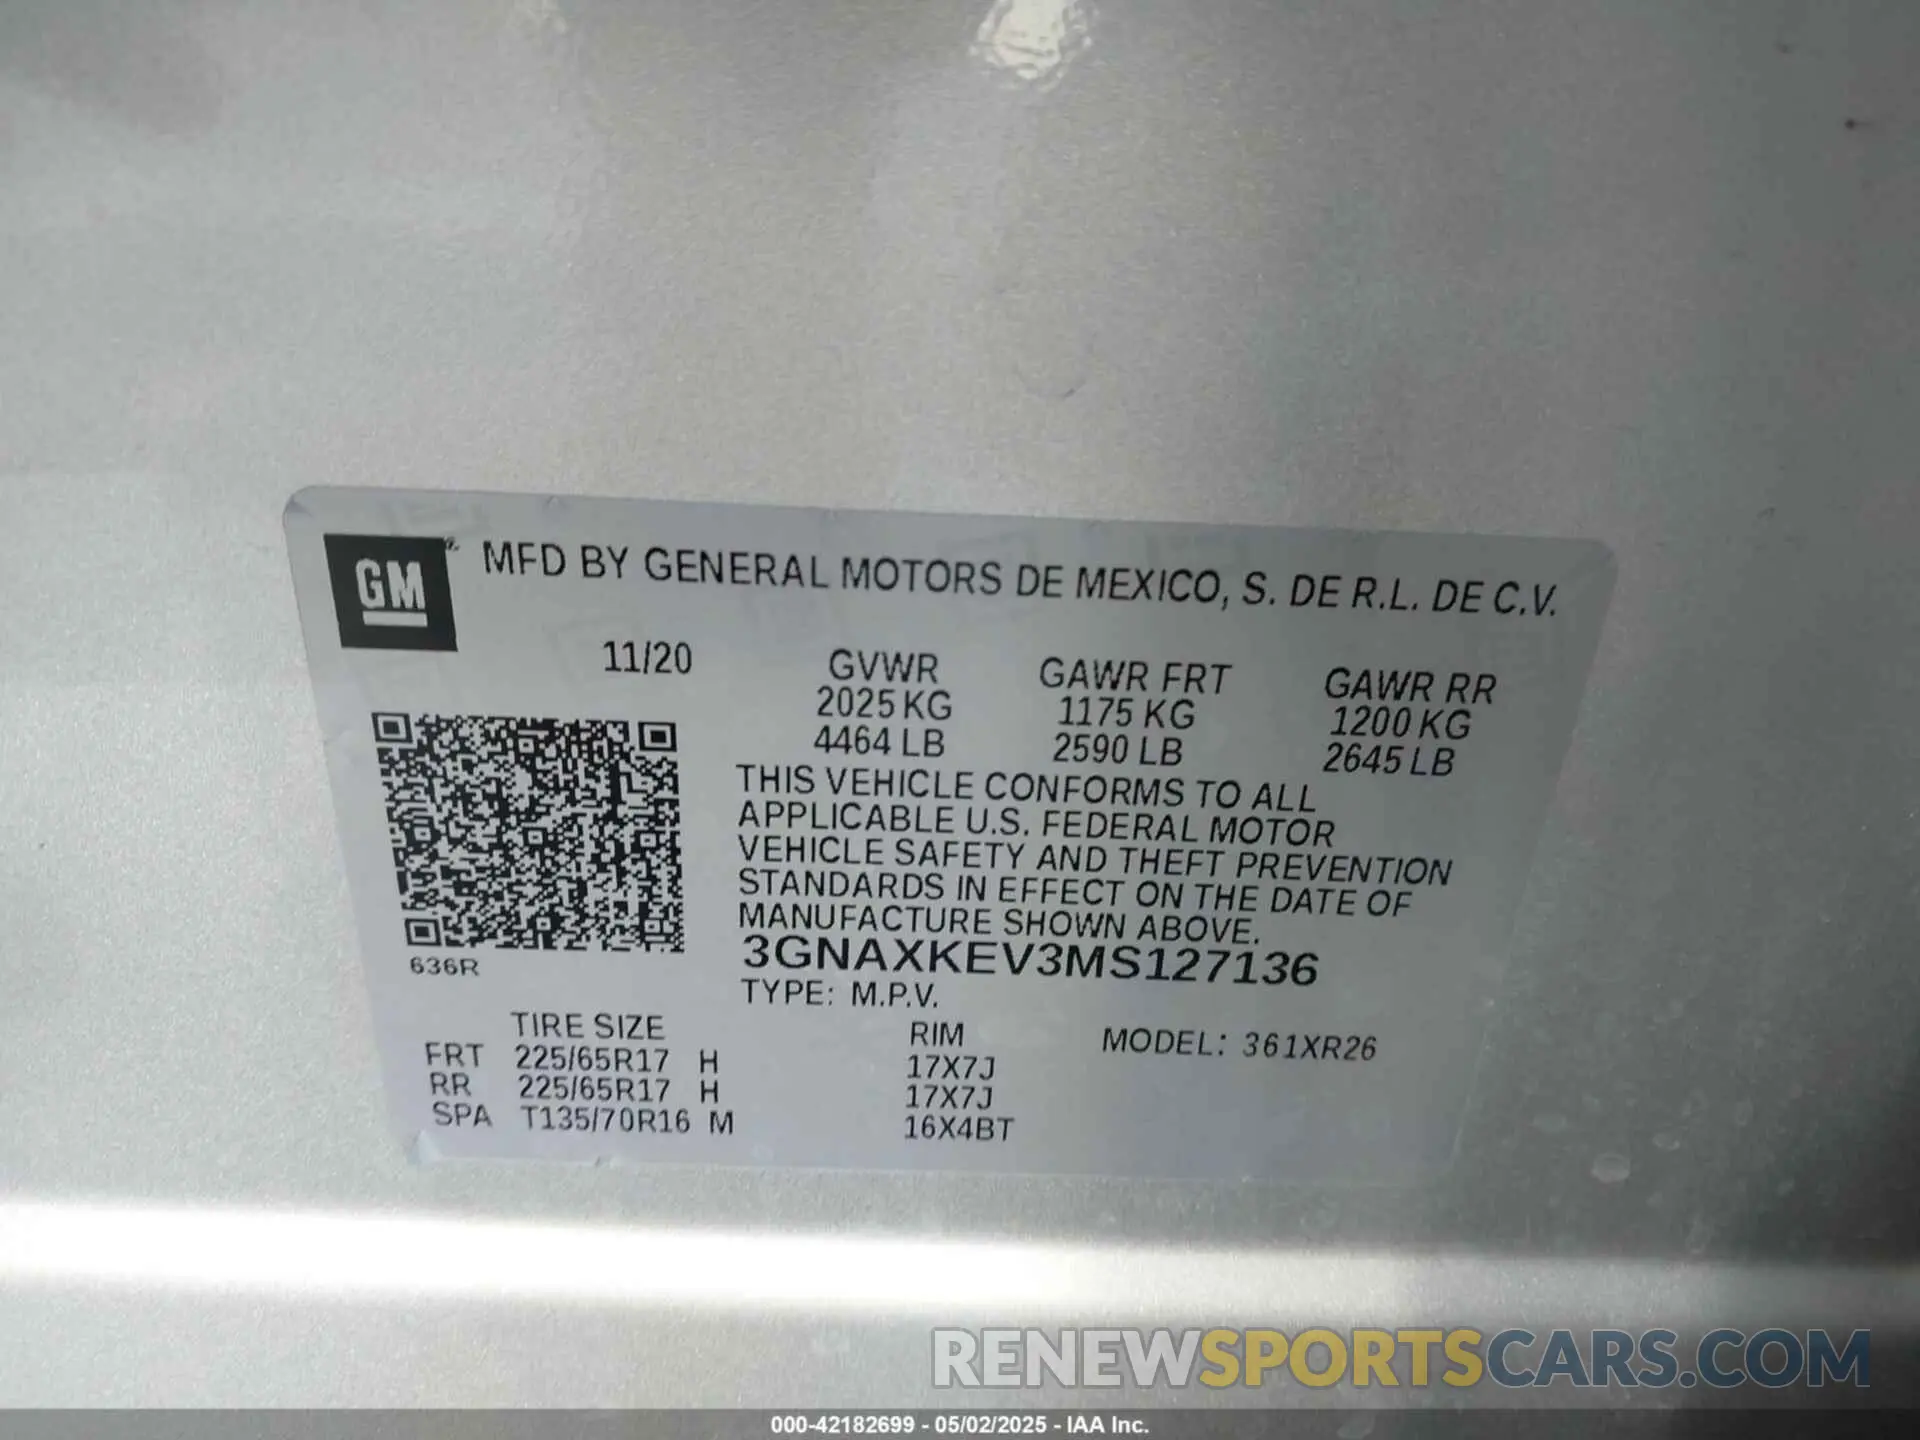 GM
MFD BY GENERAL MOTORS DE MEXICO, S. DE R.L. DE C.V.
11/20 GVWR GAWR FRT GAWR RR
2025 KG 1175 KG 1200 KG
4464 LB 2590 LB 2645 LB
THIS VEHICLE CONFORMS TO ALL
APPLICABLE U.S. FEDERAL MOTOR
VEHICLE SAFETY AND THEFT PREVENTION
STANDARDS IN EFFECT ON THE DATE OF
MANUFACTURE SHOWN ABOVE.
636R 3GNAXKEV3MS127136
TYPE: M.P.V.
TIRE SIZE RIM MODEL: 361XR26
FRT 225/65R17 H 17X7J
RR 225/65R17 H 17X7J
SPA T135/70R16 M 16X4BT
RENEWSPORTSCARS.COM
000-42182699 - 05/02/2025 - IAA Inc.